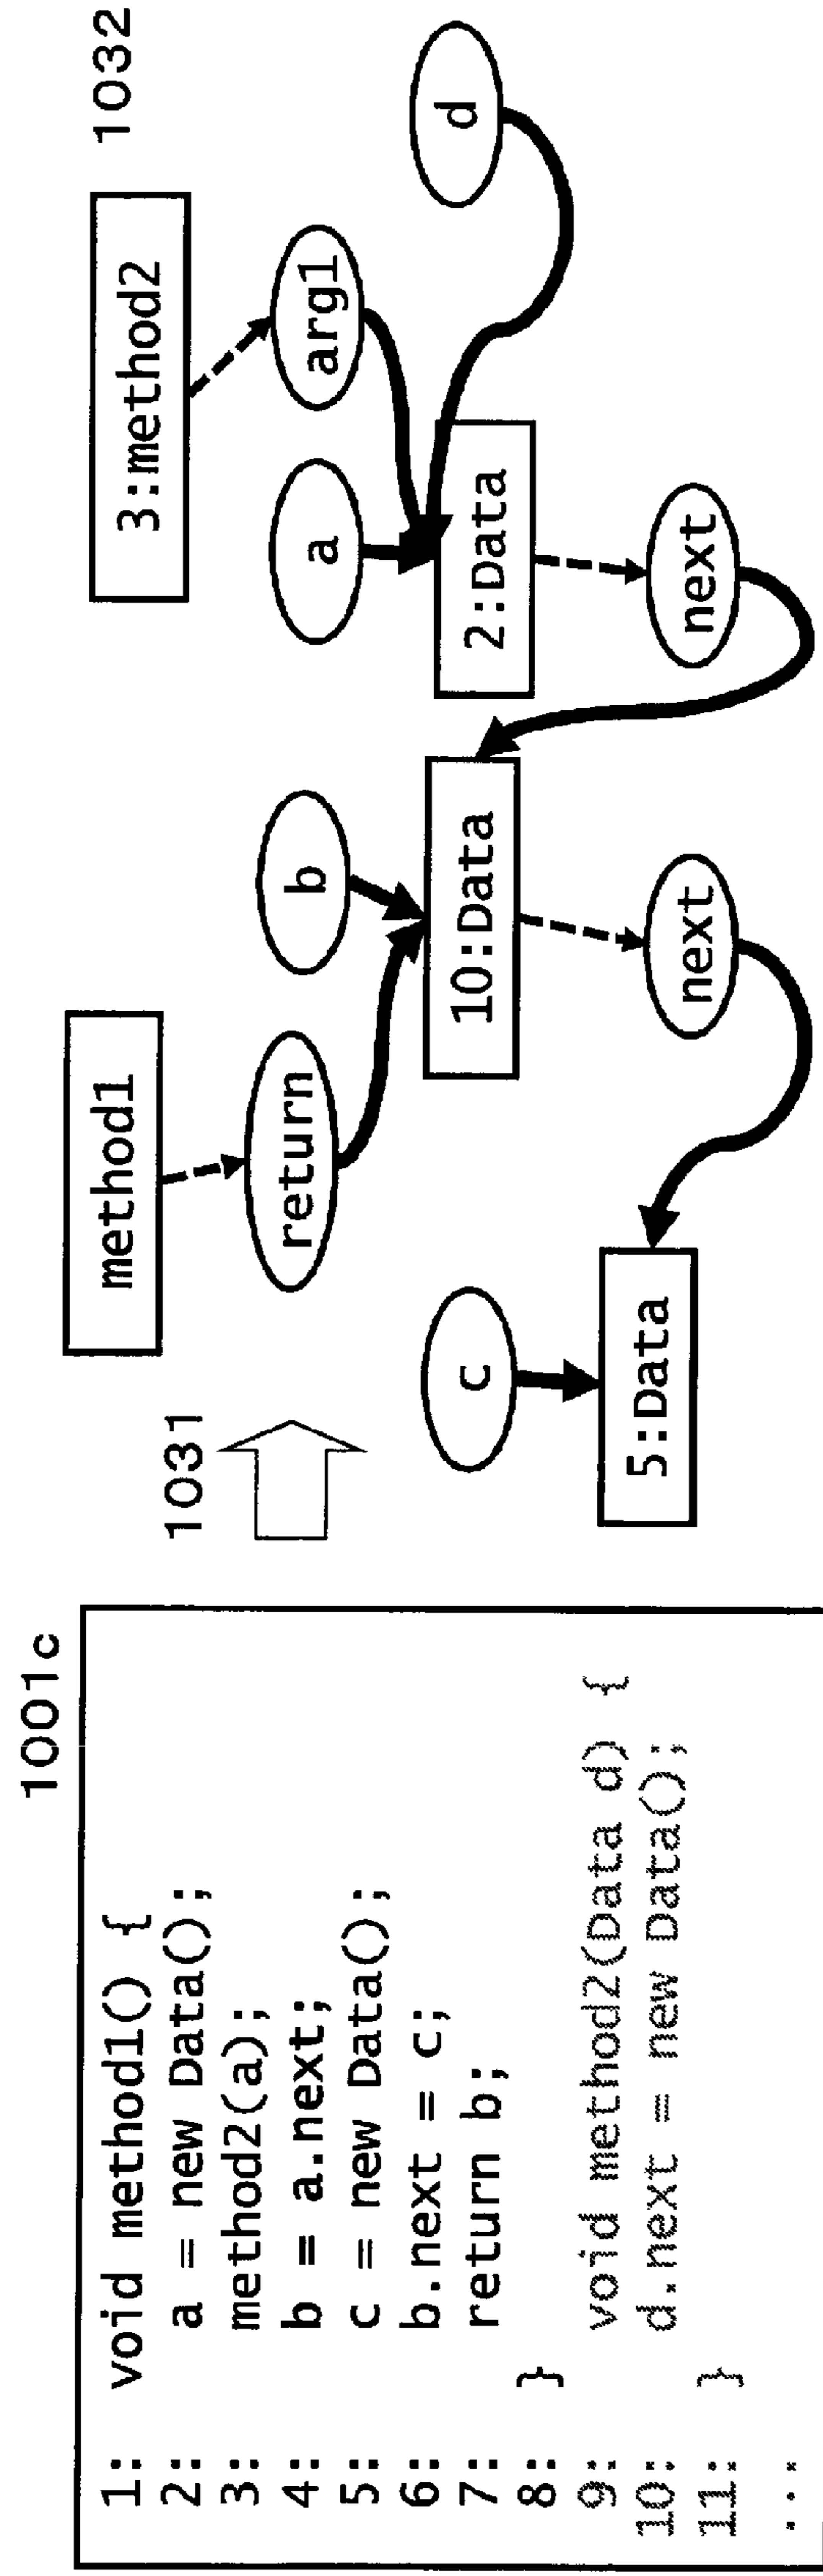 1001c
1: void method1() {
2: a = new Data();
3: method2(a);
4: b = a.next;
5: c = new Data();
6: b.next = c;
7: return b;
8: }
9: void method2(Data d) {
10: d.next = new Data();
11: }
...
1031
1032
method1
3:method2
return
b
a
arg1
d
c
10:Data
2:Data
5:Data
next
next